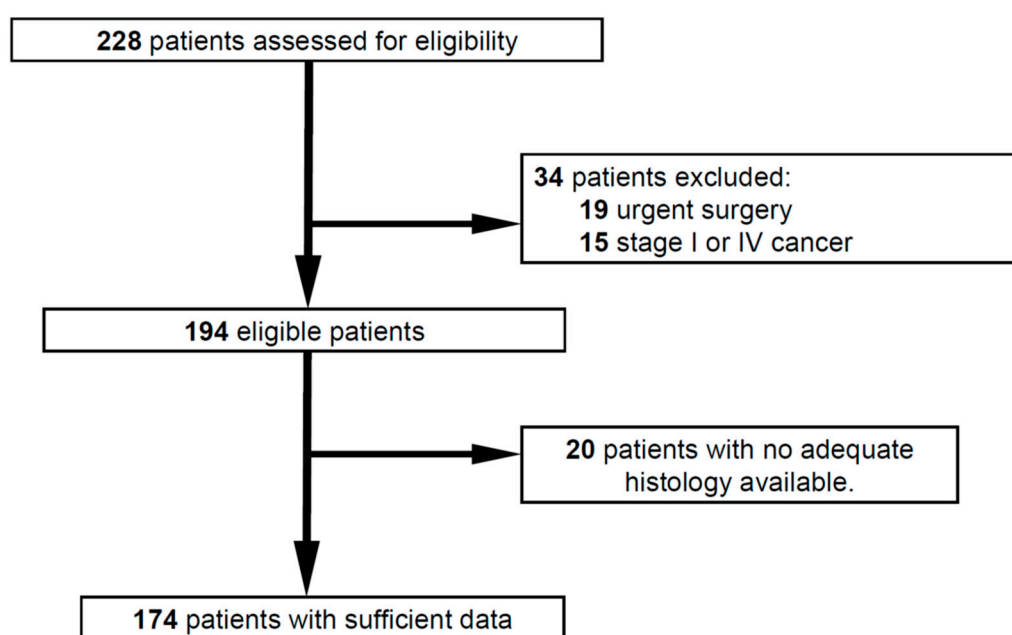 228 patients assessed for eligibility
34 patients excluded:
19 urgent surgery
15 stage I or IV cancer
194 eligible patients
20 patients with no adequate
histology available.
174 patients with sufficient data